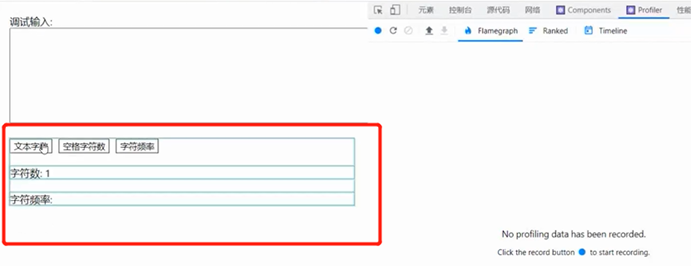 调试输入:
文本字 空格字符数 字符频率
字符数: 1
字符频率:
元素 控制台 源代码 网络 Components Profiler 性能
Flamegraph Ranked Timeline
No profiling data has been recorded.
Click the record button to start recording.